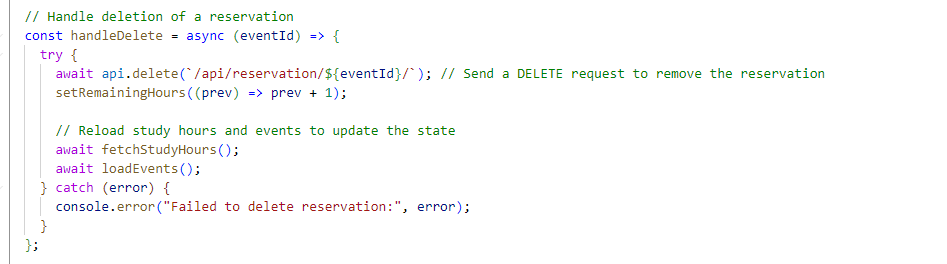 // Handle deletion of a reservation
const handleDelete = async (eventId) => {
try {
await api.delete(`/api/reservation/${eventId}/`); // Send a DELETE request to remove the reservation
setRemainingHours((prev) => prev + 1);
// Reload study hours and events to update the state
await fetchStudyHours();
await loadEvents();
} catch (error) {
console.error("Failed to delete reservation:", error);
}
};